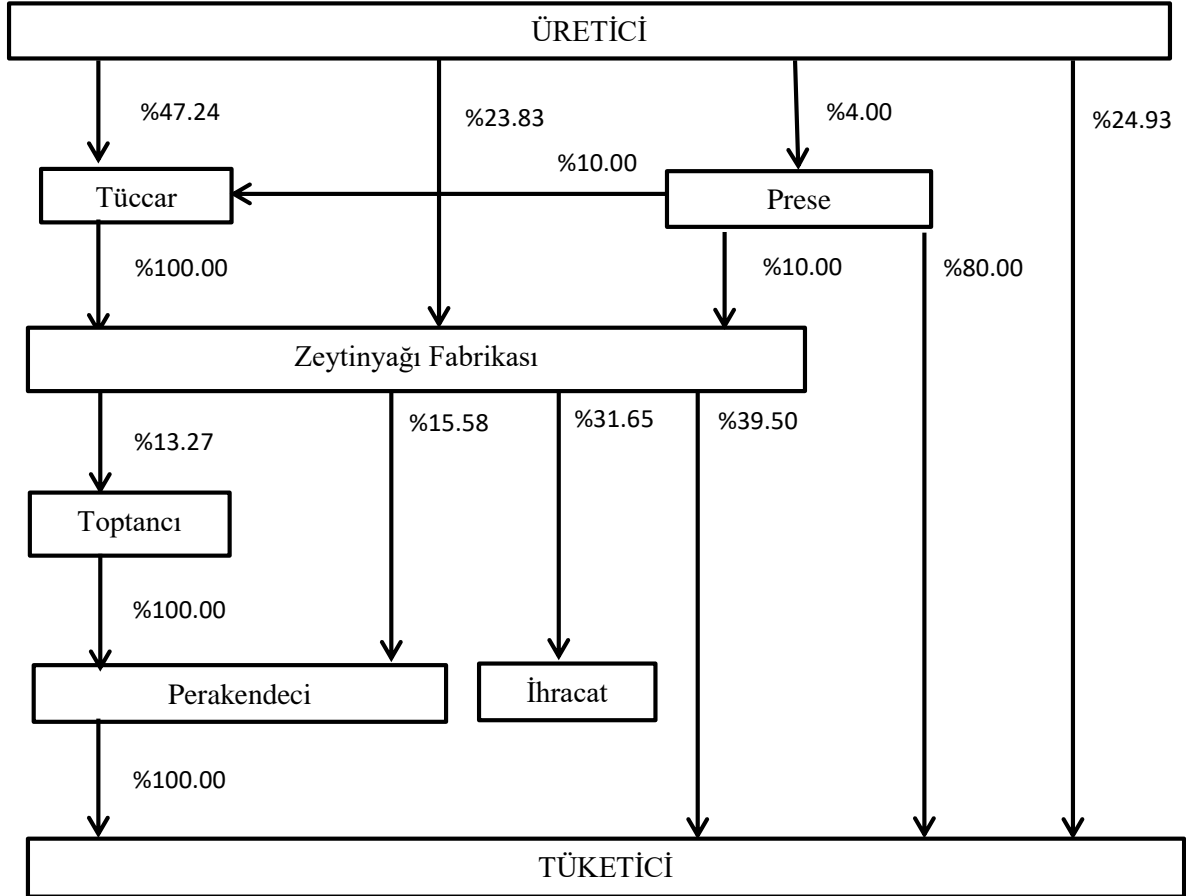 ÜRETİCİ
%47.24
%23.83
%4.00
%24.93
%10.00
Tüccar
Prese
%100.00
%10.00
%80.00
Zeytinyağı Fabrikası
%13.27
%15.58
%31.65
%39.50
Toptancı
%100.00
Perakendeci
İhracat
%100.00
TÜKETİCİ